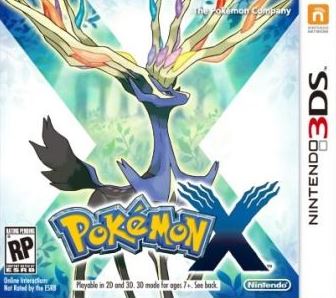 The Pokémon Company
NINTENDO
NETWORK
NINTENDO 3DS
POKéMON X
RATING PENDING
RP
ESRB
Online Interactions
Not Rated by the ESRB
Playable in 2D and 3D. 3D mode for ages 7+. See back.
Nintendo